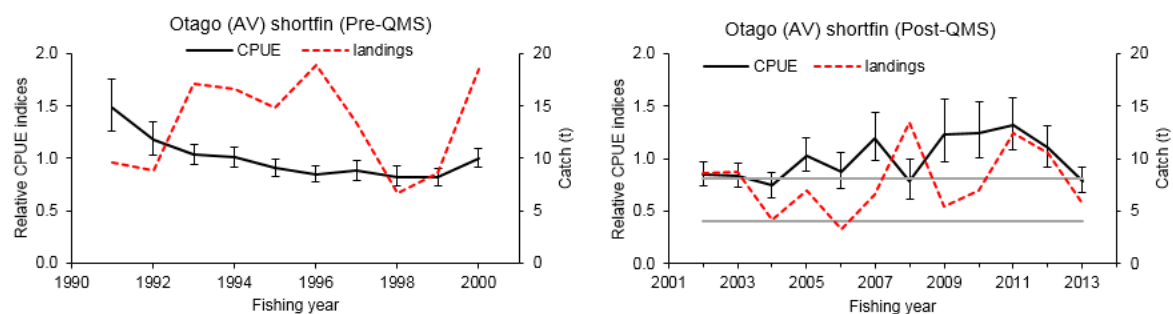 Otago (AV) shortfin (Pre-QMS)
CPUE landings
2.0
1.5
1.0
0.5
0.0
Relative CPUE indices
20
15
10
5
0
Catch (t)
1990 1992 1994 1996 1998 2000
Fishing year
Otago (AV) shortfin (Post-QMS)
CPUE landings
2.0
1.5
1.0
0.5
0.0
Relative CPUE indices
20
15
10
5
0
Catch (t)
2001 2003 2005 2007 2009 2011 2013
Fishing year